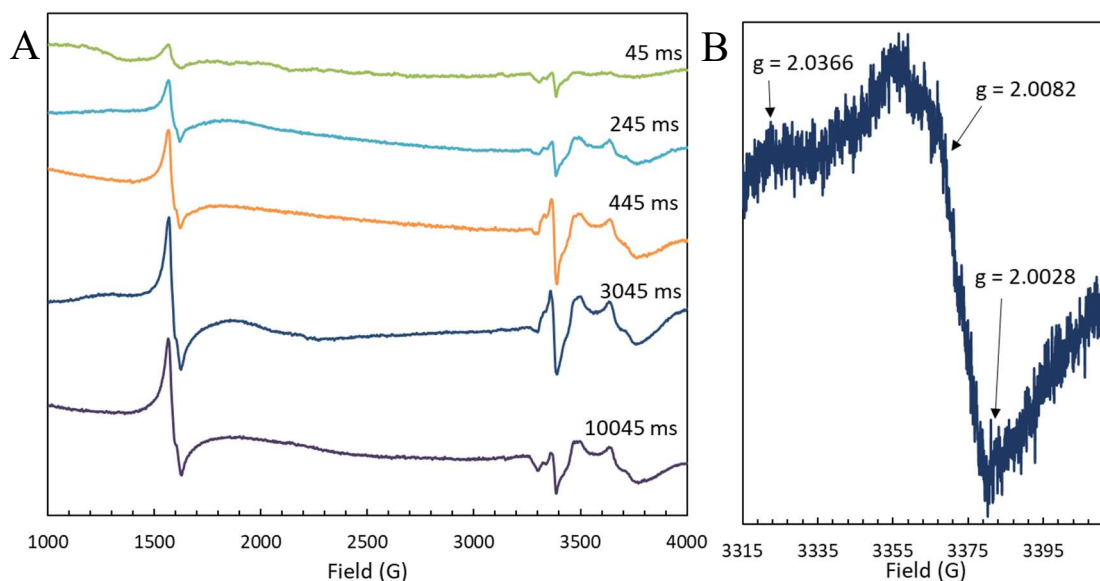 A
1000 1500 2000 2500 3000 3500 4000
45 ms
245 ms
445 ms
3045 ms
10045 ms
Field (G)
B
g = 2.0366
g = 2.0082
g = 2.0028
3315 3335 3355 3375 3395
Field (G)